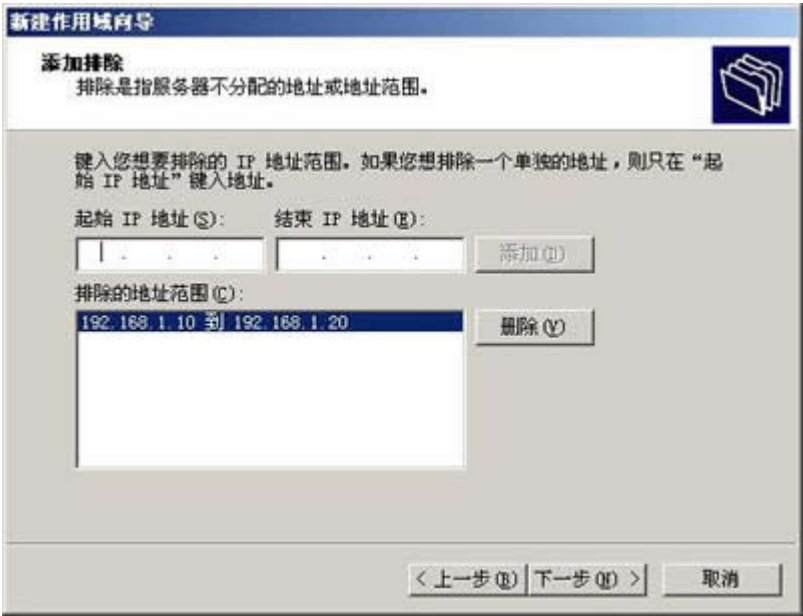 新建作用域向导
添加排除
排除是指服务器不分配的地址或地址范围。
键入您想要排除的 IP 地址范围。如果您想排除一个单独的地址，则只在“起
始 IP 地址”键入地址。
起始 IP 地址(S): 结束 IP 地址(E):
添加(D)
排除的地址范围(C):
192.168.1.10 到 192.168.1.20
删除(V)
< 上一步(B) 下一步(N) > 取消